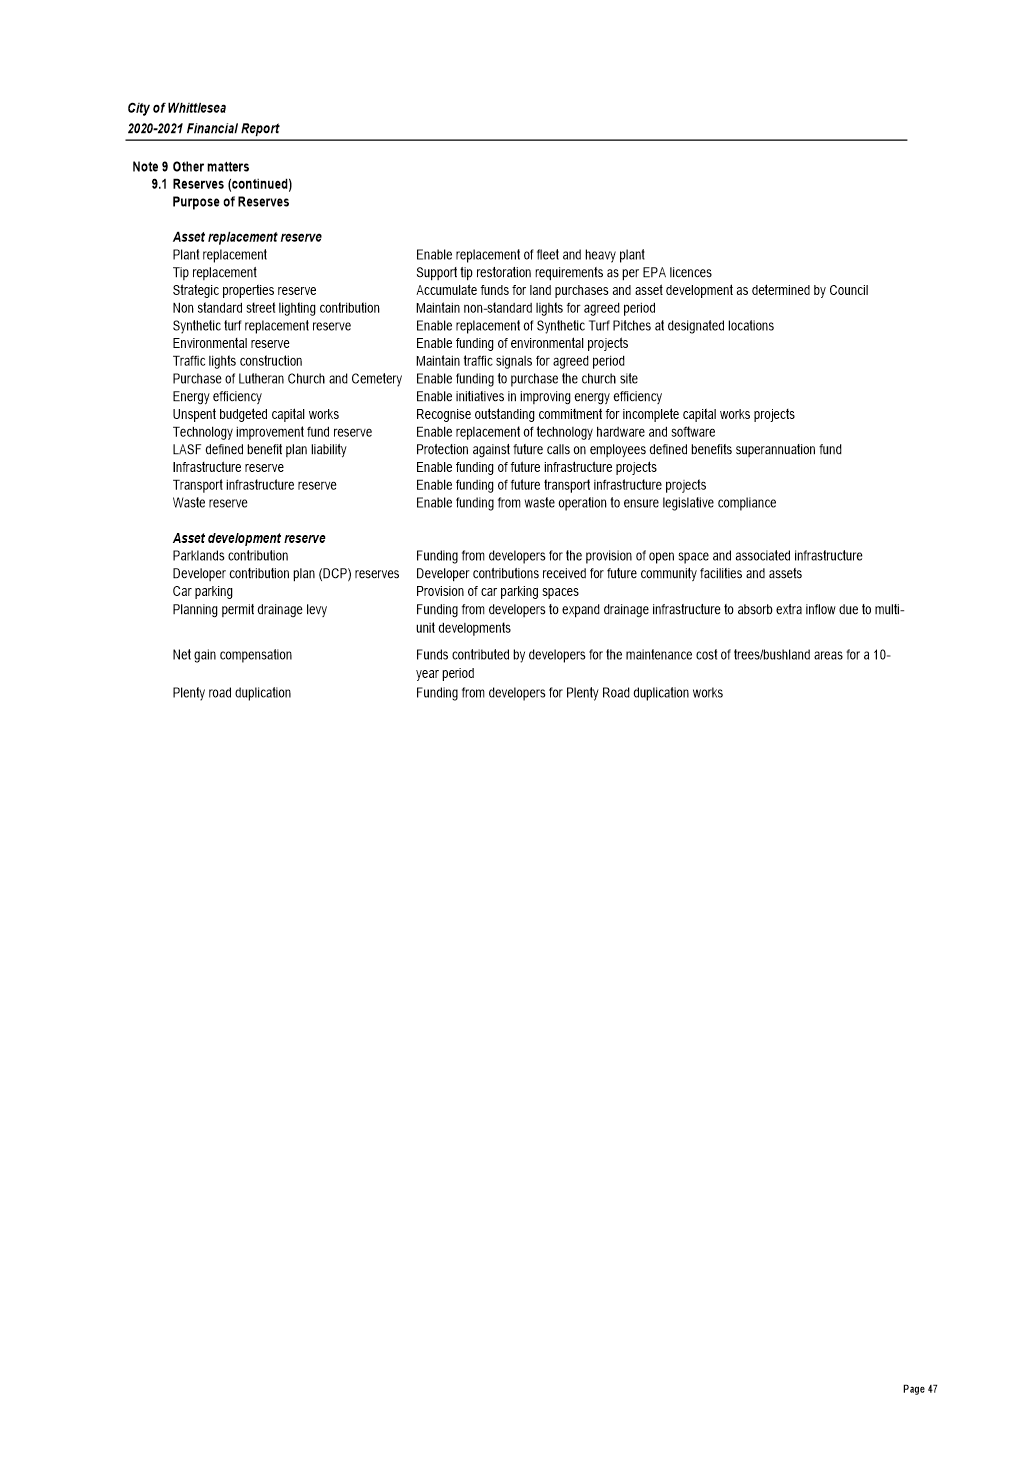 City of Whittlesea
2020-2021 Financial Report
Note 9 Other matters
9.1 Reserves (continued)
Purpose of Reserves
Asset replacement reserve
Plant replacement Enable replacement of fleet and heavy plant
Tip replacement Support tip restoration requirements as per EPA licences
Strategic properties reserve Accumulate funds for land purchases and asset development as determined by Council
Non standard street lighting contribution Maintain non-standard lights for agreed period
Synthetic turf replacement reserve Enable replacement of Synthetic Turf Pitches at designated locations
Environmental reserve Enable funding of environmental projects
Traffic lights construction Maintain traffic signals for agreed period
Purchase of Lutheran Church and Cemetery Enable funding to purchase the church site
Energy efficiency Enable initiatives in improving energy efficiency
Unspent budgeted capital works Recognise outstanding commitment for incomplete capital works projects
Technology improvement fund reserve Enable replacement of technology hardware and software
LASF defined benefit plan liability Protection against future calls on employees defined benefits superannuation fund
Infrastructure reserve Enable funding of future infrastructure projects
Transport infrastructure reserve Enable funding of future transport infrastructure projects
Waste reserve Enable funding from waste operation to ensure legislative compliance
Asset development reserve
Parklands contribution Funding from developers for the provision of open space and associated infrastructure
Developer contribution plan (DCP) reserves Developer contributions received for future community facilities and assets
Car parking Provision of car parking spaces
Planning permit drainage levy Funding from developers to expand drainage infrastructure to absorb extra inflow due to multi-
unit developments
Net gain compensation Funds contributed by developers for the maintenance cost of trees/bushland areas for a 10-
year period
Plenty road duplication Funding from developers for Plenty Road duplication works
Page 47